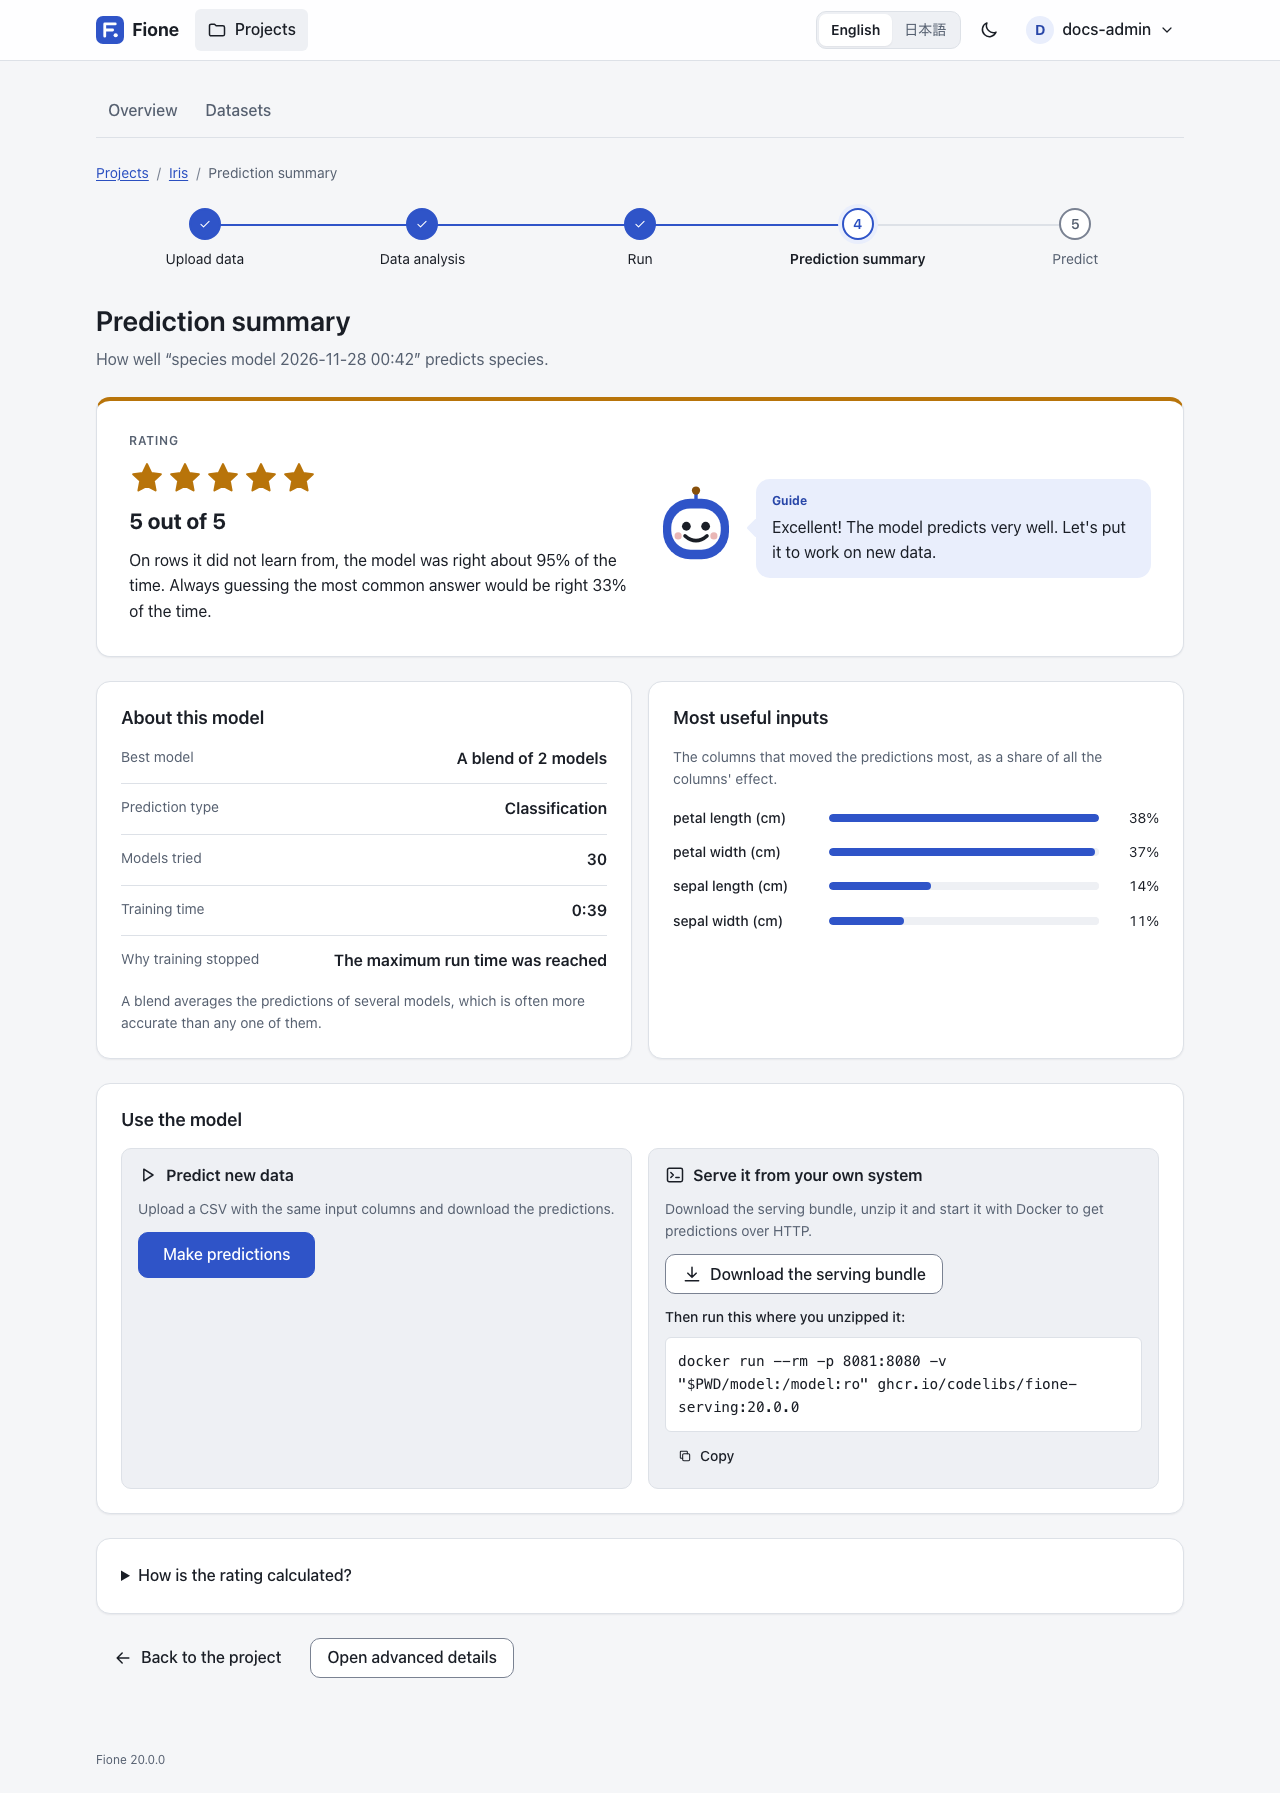 F. Fione Projects English 日本語 D docs-admin
Overview Datasets
Projects / Iris / Prediction summary
4 5
Upload data Data analysis Run Prediction summary Predict
Prediction summary
How well “species model 2026-11-28 00:42” predicts species.
RATING
5 out of 5
On rows it did not learn from, the model was right about 95% of the
time. Always guessing the most common answer would be right 33%
of the time.
Guide
Excellent! The model predicts very well. Let's put
it to work on new data.
About this model
Best model A blend of 2 models
Prediction type Classification
Models tried 30
Training time 0:39
Why training stopped The maximum run time was reached
A blend averages the predictions of several models, which is often more
accurate than any one of them.
Most useful inputs
The columns that moved the predictions most, as a share of all the
columns' effect.
petal length (cm) 38%
petal width (cm) 37%
sepal length (cm) 14%
sepal width (cm) 11%
Use the model
Predict new data
Upload a CSV with the same input columns and download the predictions.
Make predictions
Serve it from your own system
Download the serving bundle, unzip it and start it with Docker to get
predictions over HTTP.
Download the serving bundle
Then run this where you unzipped it:
docker run --rm -p 8081:8080 -v
"$PWD/model:/model:ro" ghcr.io/codelibs/fione-
serving:20.0.0
Copy
How is the rating calculated?
Back to the project Open advanced details
Fione 20.0.0